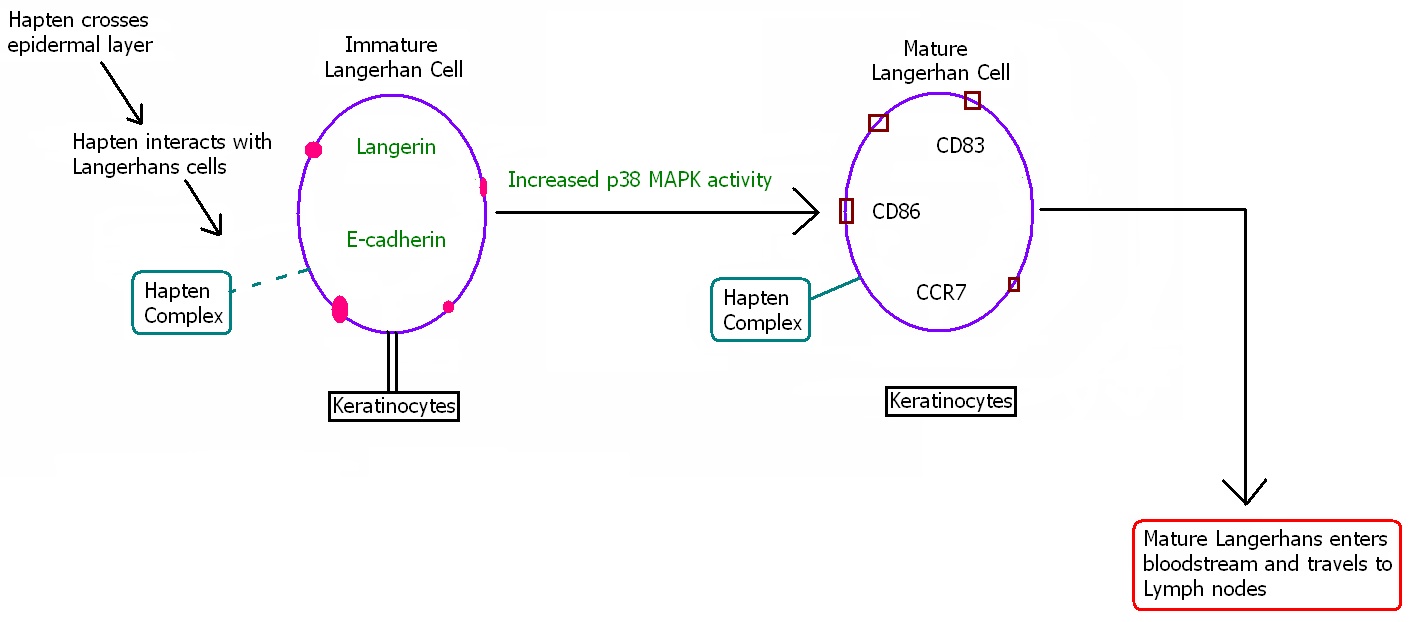 Hapten crosses
epidermal layer
Hapten interacts with
Langerhans cells
Hapten
Complex
Immature
Langerhan Cell
Langerin
E-cadherin
Keratinocytes
Increased p38 MAPK activity
Mature
Langerhan Cell
CD83
CD86
CCR7
Hapten
Complex
Keratinocytes
Mature Langerhans enters
bloodstream and travels to
Lymph nodes